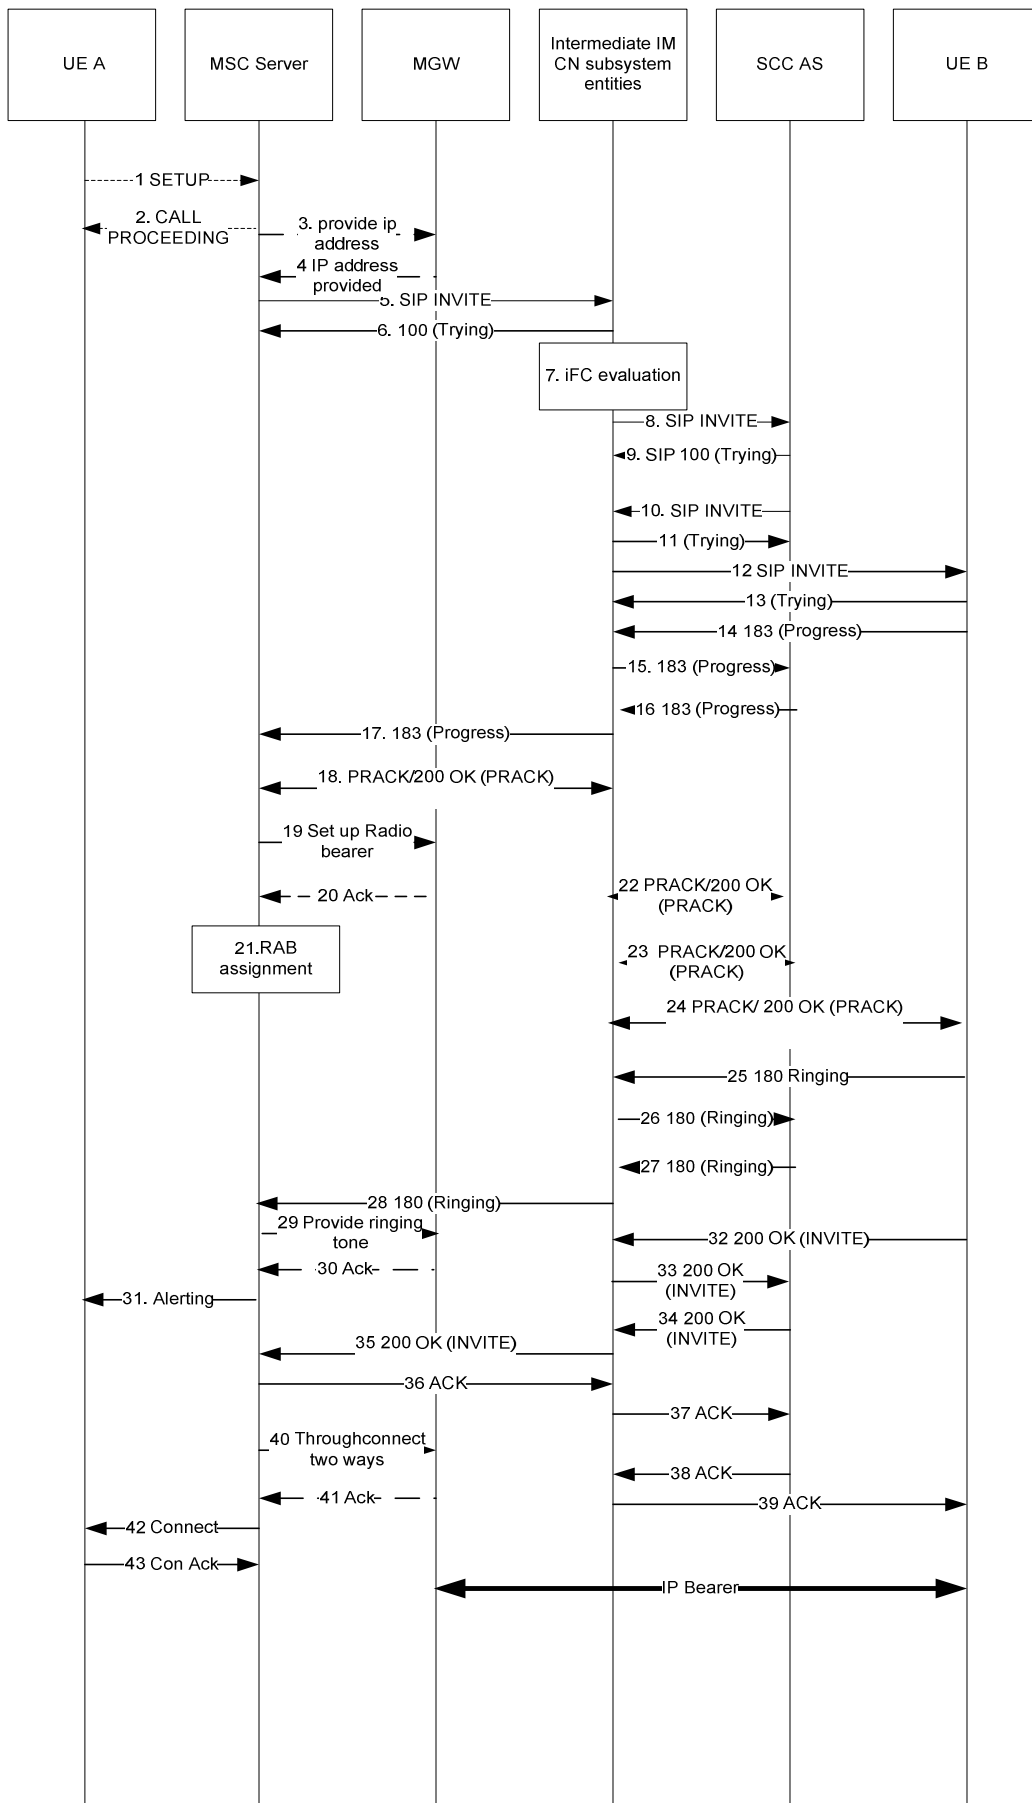 UE A
MSC Server
MGW
Intermediate IM
CN subsystem
entities
SCC AS
UE B
1 SETUP
2. CALL
PROCEEDING
3. provide ip
address
4 IP address
provided
5. SIP INVITE
6. 100 (Trying)
7. iFC evaluation
8. SIP INVITE
9. SIP 100 (Trying)
10. SIP INVITE
11 (Trying)
12 SIP INVITE
13 (Trying)
14 183 (Progress)
15. 183 (Progress)
16 183 (Progress)
17. 183 (Progress)
18. PRACK/200 OK (PRACK)
19 Set up Radio
bearer
20 Ack
22 PRACK/200 OK
(PRACK)
21.RAB
assignment
23 PRACK/200 OK
(PRACK)
24 PRACK/ 200 OK (PRACK)
25 180 Ringing
26 180 (Ringing)
27 180 (Ringing)
28 180 (Ringing)
29 Provide ringing
tone
32 200 OK (INVITE)
30 Ack
33 200 OK
(INVITE)
31. Alerting
34 200 OK
(INVITE)
35 200 OK (INVITE)
36 ACK
37 ACK
40 Throughconnect
two ways
38 ACK
41 Ack
39 ACK
42 Connect
43 Con Ack
IP Bearer